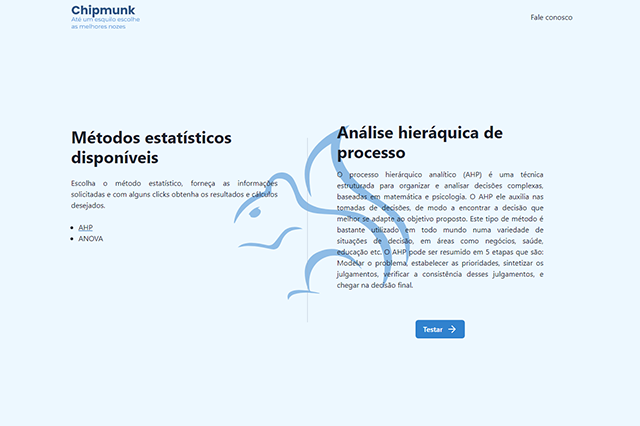 Chipmunk
Até um esquilo escolhe
as melhores nozes
Fale conosco
Métodos estatísticos
disponíveis
Escolha o método estatístico, forneça as informações
solicitadas e com alguns clicks obtenha os resultados e cálculos
desejados.
AHP
ANOVA
Análise hieráquica de
processo
O processo hierárquico analítico (AHP) é uma técnica
estruturada para organizar e analisar decisões complexas,
baseadas em matemática e psicologia. O AHP ele auxilia nas
tomadas de decisões, de modo a encontrar a decisão que
melhor se adapte ao objetivo proposto. Este tipo de método é
bastante utilizado em todo mundo numa variedade de
situações de decisão, em áreas como negócios, saúde,
educação etc. O AHP pode ser resumido em 5 etapas que são:
Modelar o problema, estabelecer as prioridades, sintetizar os
julgamentos, verificar a consistência desses julgamentos, e
chegar na decisão final.
Testar